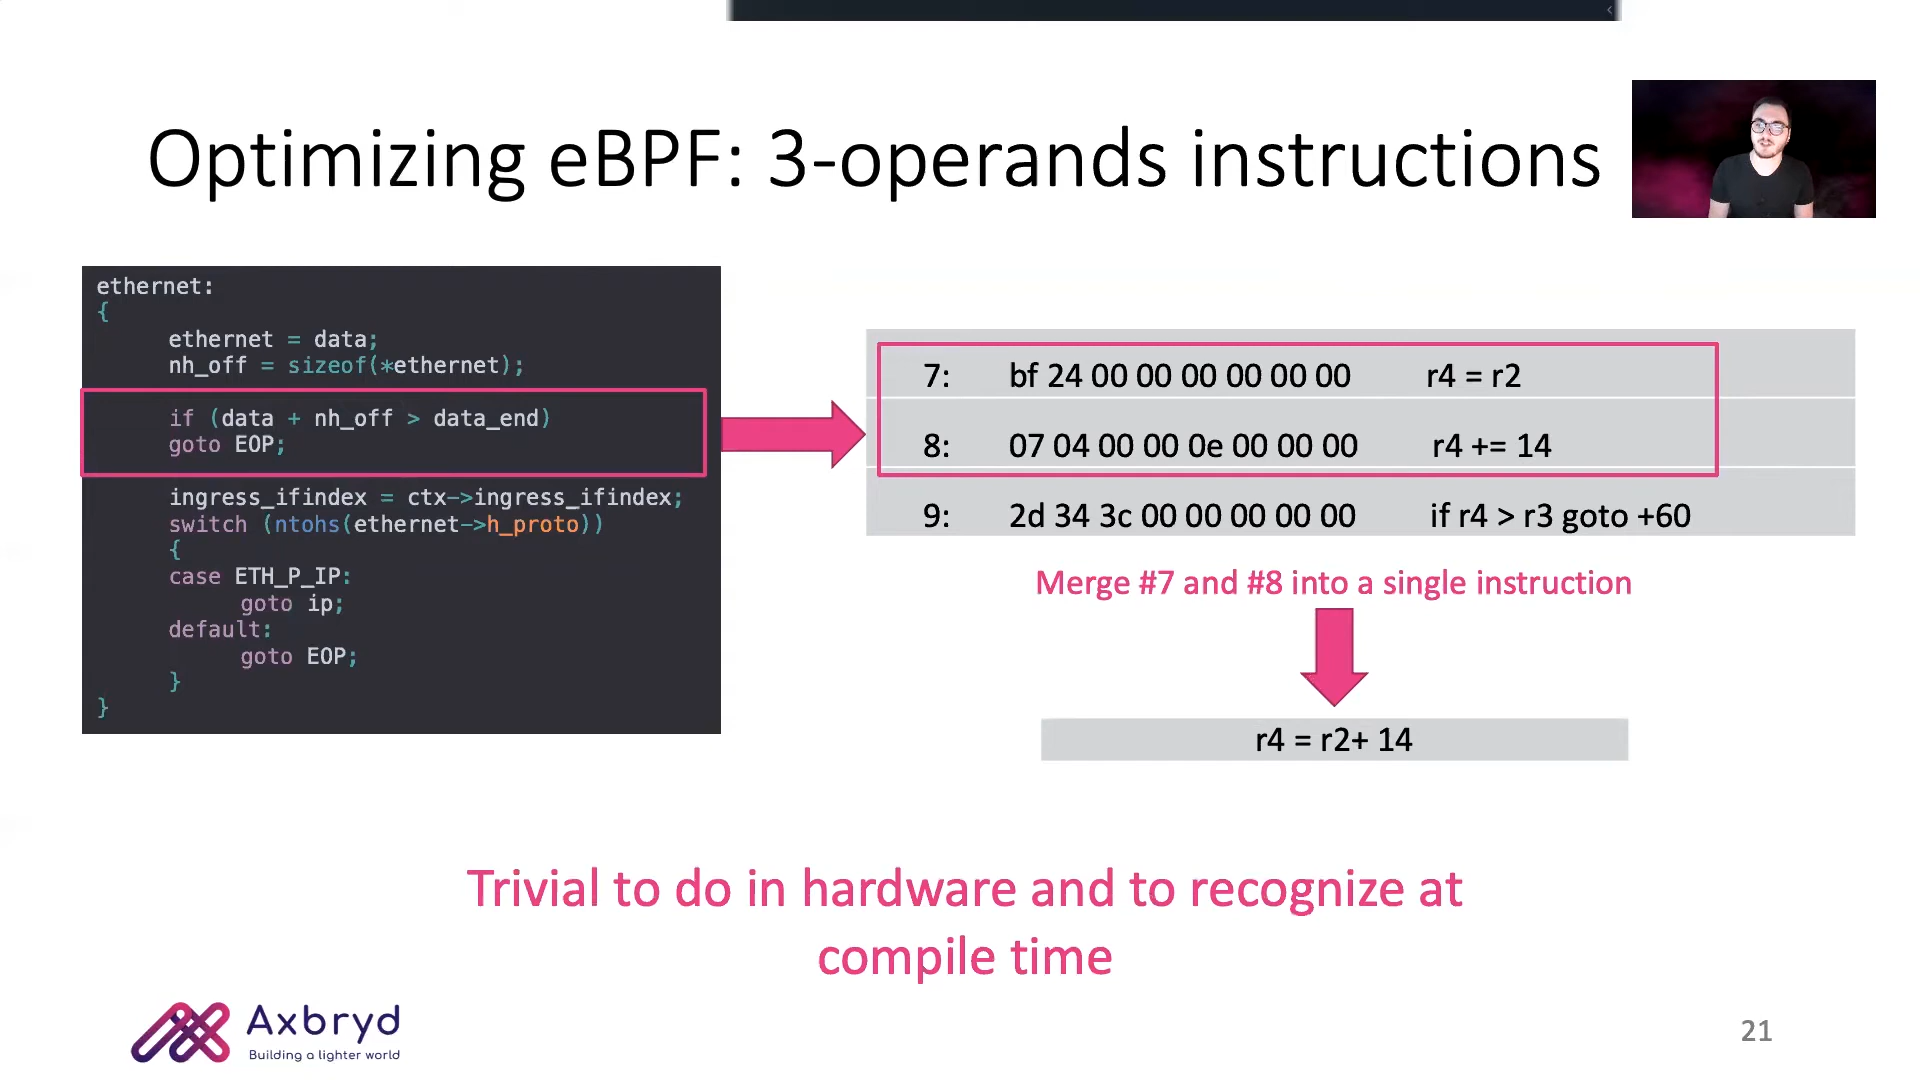 Optimizing eBPF: 3-operands instructions
ethernet:
{
ethernet = data;
nh_off = sizeof(*ethernet);
if (data + nh_off > data_end)
goto EOP;
ingress_ifindex = ctx->ingress_ifindex;
switch (ntohs(ethernet->h_proto))
{
case ETH_P_IP:
goto ip;
default:
goto EOP;
}
}
7: bf 24 00 00 00 00 00 00 r4 = r2
8: 07 04 00 00 0e 00 00 00 r4 += 14
9: 2d 34 3c 00 00 00 00 00 if r4 > r3 goto +60
Merge #7 and #8 into a single instruction
r4 = r2+ 14
Trivial to do in hardware and to recognize at
compile time
Axbryd
Building a lighter world
21